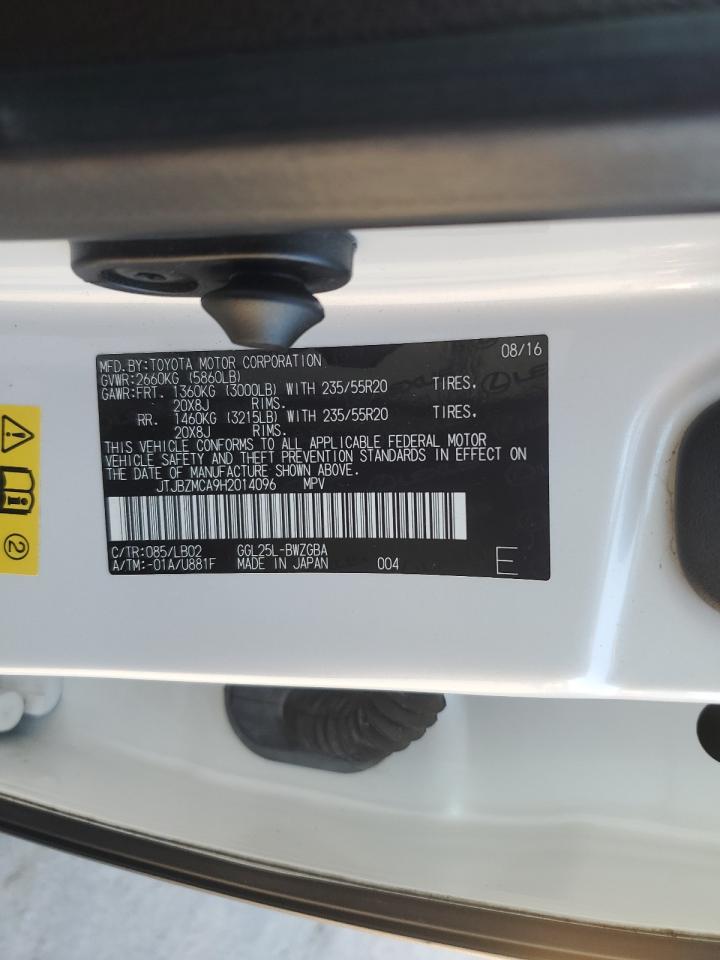 MFD.BY:TOYOTA MOTOR CORPORATION 08/16
GVWR:2660KG (5860LB)
GAWR:FRT. 1360KG (3000LB) WITH 235/55R20 TIRES.
20X8J RIMS.
RR. 1460KG (3215LB) WITH 235/55R20 TIRES.
20X8J RIMS.
THIS VEHICLE CONFORMS TO ALL APPLICABLE FEDERAL MOTOR
VEHICLE SAFETY AND THEFT PREVENTION STANDARDS IN EFFECT ON
THE DATE OF MANUFACTURE SHOWN ABOVE.
JTJBZMCA9H2014096 MPV
C/TR:085/LB02 GGL25L-BWZGBA
A/TM:-01A/U881F MADE IN JAPAN 004 E
2